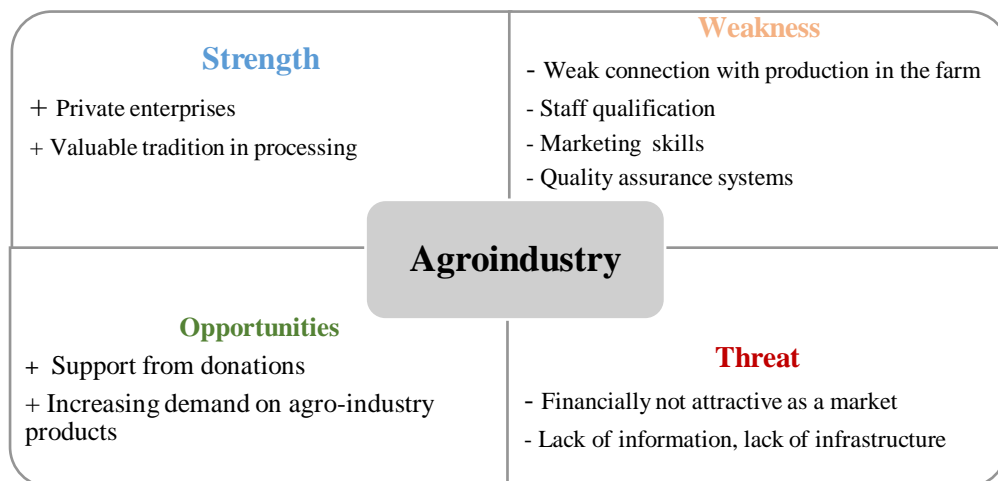 Strength
+ Private enterprises
+ Valuable tradition in processing
Weakness
- Weak connection with production in the farm
- Staff qualification
- Marketing skills
- Quality assurance systems
Agroindustry
Opportunities
+ Support from donations
+ Increasing demand on agro-industry
products
Threat
- Financially not attractive as a market
- Lack of information, lack of infrastructure